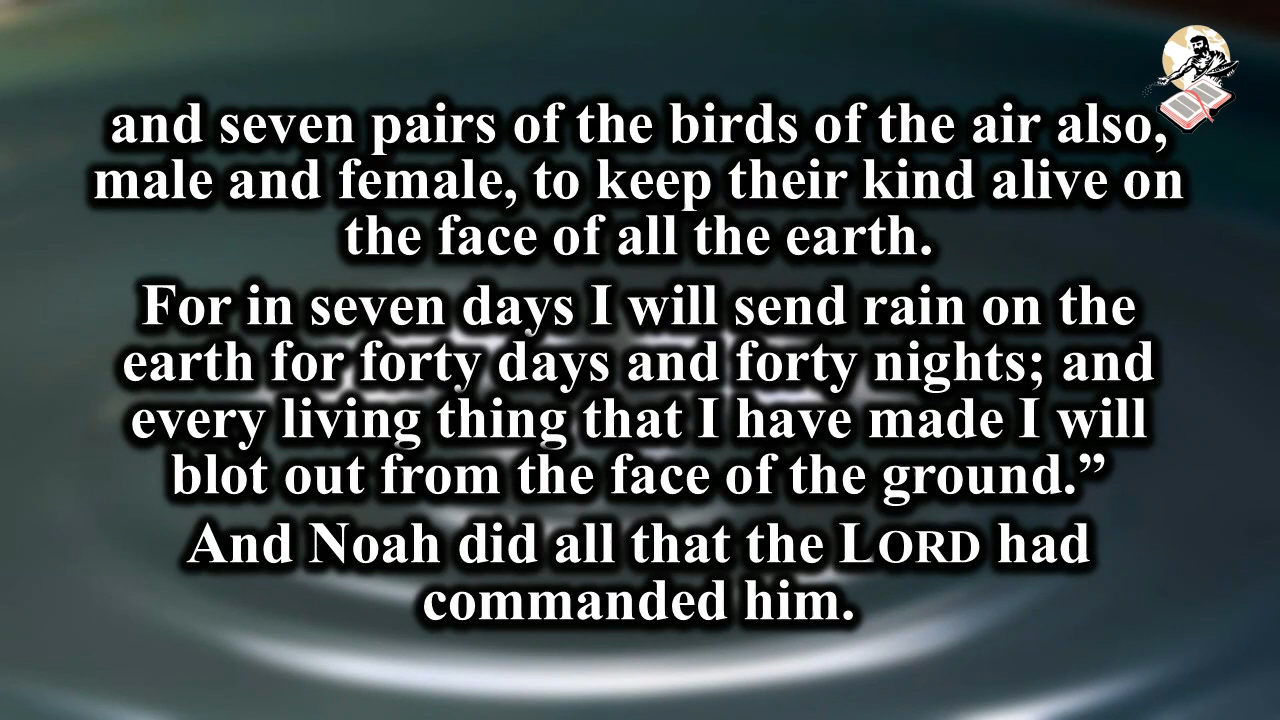 and seven pairs of the birds of the air also,
male and female, to keep their kind alive on
the face of all the earth.
For in seven days I will send rain on the
earth for forty days and forty nights; and
every living thing that I have made I will
blot out from the face of the ground.”
And Noah did all that the LORD had
commanded him.